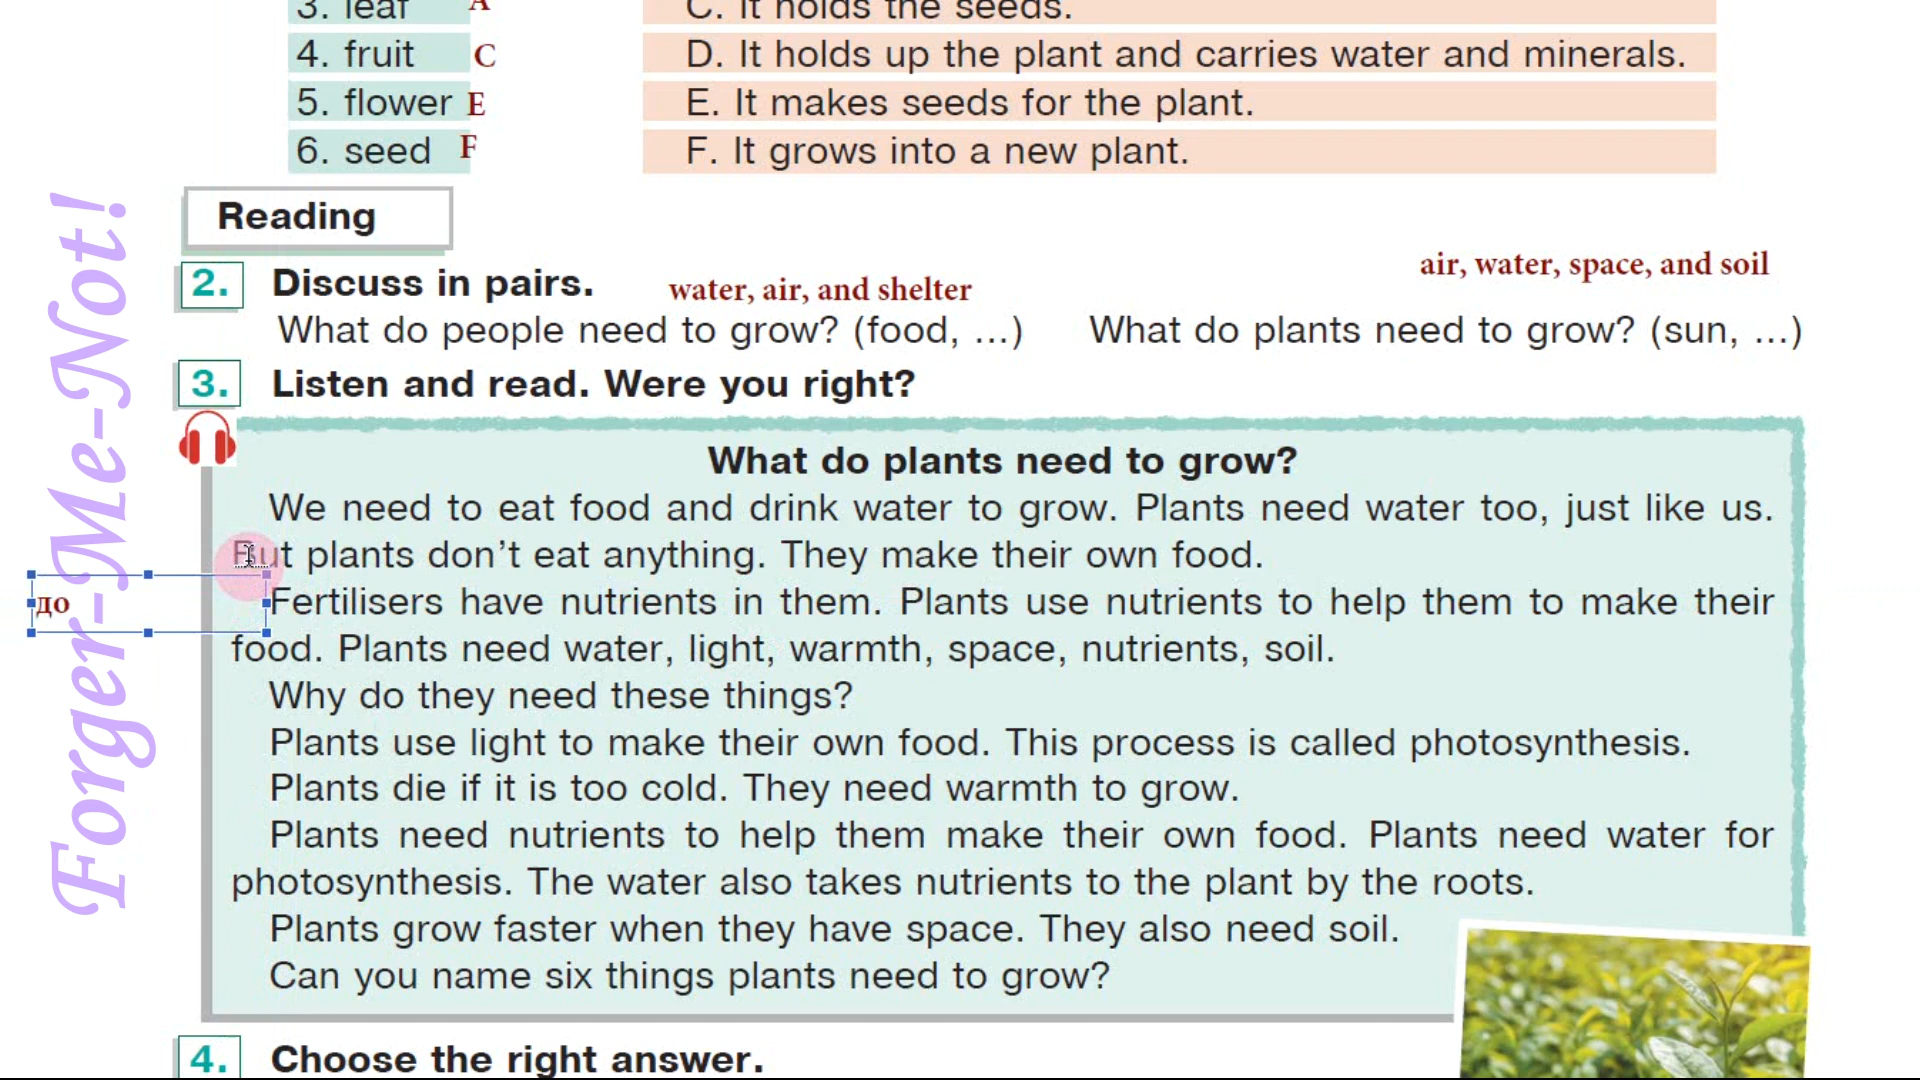 3. leaf A C. It holds the seeds.
4. fruit C D. It holds up the plant and carries water and minerals.
5. flower E E. It makes seeds for the plant.
6. seed F F. It grows into a new plant.
Reading
air, water, space, and soil
2. Discuss in pairs. water, air, and shelter
What do people need to grow? (food, ...) What do plants need to grow? (sun, ...)
3. Listen and read. Were you right?
What do plants need to grow?
We need to eat food and drink water to grow. Plants need water too, just like us.
But plants don't eat anything. They make their own food.
до
Fertilisers have nutrients in them. Plants use nutrients to help them to make their
food. Plants need water, light, warmth, space, nutrients, soil.
Why do they need these things?
Plants use light to make their own food. This process is called photosynthesis.
Plants die if it is too cold. They need warmth to grow.
Plants need nutrients to help them make their own food. Plants need water for
photosynthesis. The water also takes nutrients to the plant by the roots.
Plants grow faster when they have space. They also need soil.
Can you name six things plants need to grow?
4. Choose the right answer.
Forger-Me-Not!